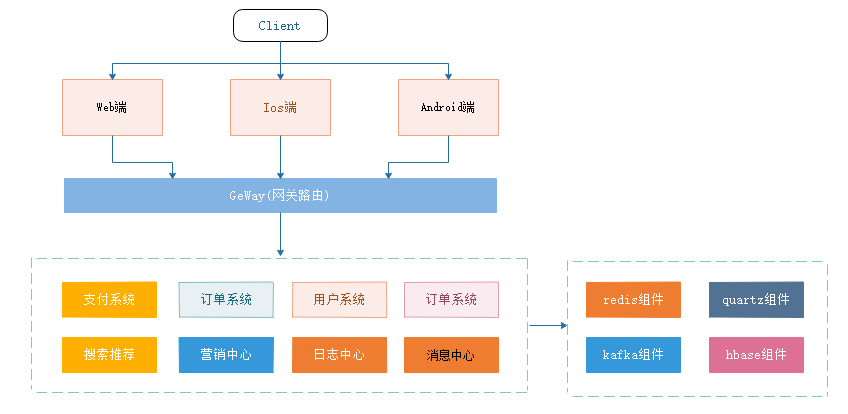 Client
Web端
Ios端
Android端
GeWay(网关路由)
支付系统
订单系统
用户系统
订单系统
redis组件
quartz组件
搜索推荐
营销中心
日志中心
消息中心
kafka组件
hbase组件